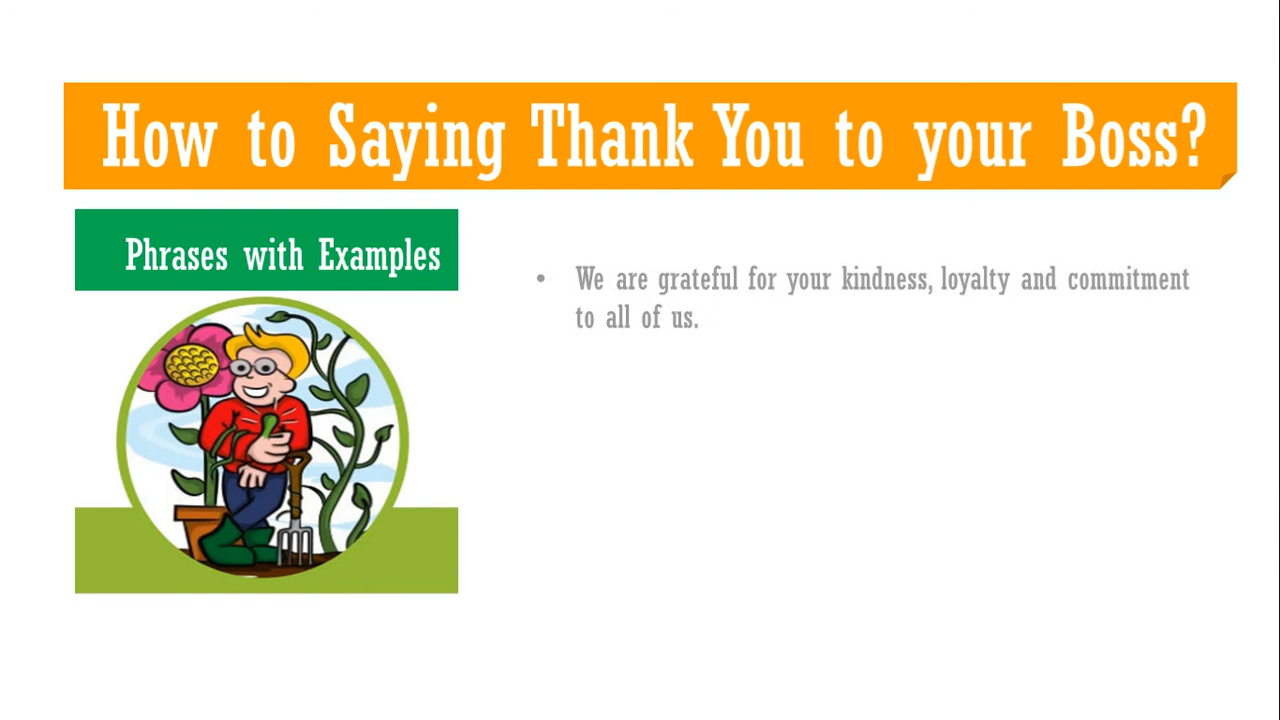 How to Saying Thank You to your Boss?
Phrases with Examples
• We are grateful for your kindness, loyalty and commitment
to all of us.